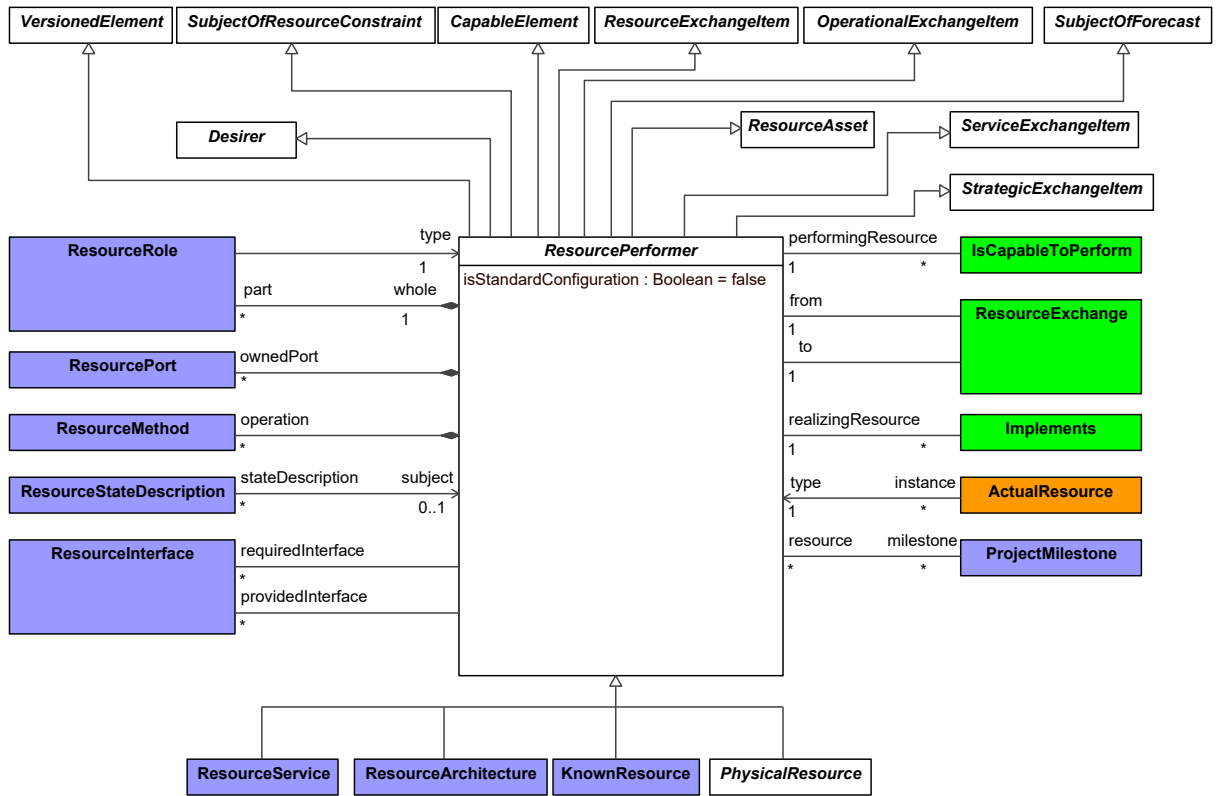 VersionedElement
SubjectOfResourceConstraint
CapableElement
ResourceExchangeItem
OperationalExchangeItem
SubjectOfForecast
Desirer
ResourceAsset
ServiceExchangeItem
StrategicExchangeItem
ResourceRole
type
1
part
*
whole
1
ResourcePort
ownedPort
*
ResourceMethod
operation
*
ResourceStateDescription
stateDescription
*
subject
0..1
ResourceInterface
requiredInterface
*
providedInterface
*
ResourcePerformer
isStandardConfiguration : Boolean = false
performingResource
1
*
IsCapableToPerform
from
1
to
1
ResourceExchange
realizingResource
1
*
Implements
type
1
instance
*
ActualResource
resource
*
milestone
*
ProjectMilestone
ResourceService
ResourceArchitecture
KnownResource
PhysicalResource